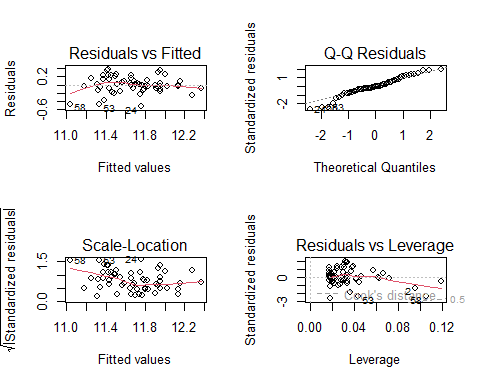 Residuals vs Fitted
Residuals
0.2
-0.6
58
53
24
11.0 11.4 11.8 12.2
Fitted values
Q-Q Residuals
Standardized residuals
1
-2
-2 -1 0 1 2
Theoretical Quantiles
Scale-Location
√|Standardized residuals|
1.5
0.0
58
53
24
11.0 11.4 11.8 12.2
Fitted values
Residuals vs Leverage
Standardized residuals
0
-3
Cook's distance
53
58
2
0.5
0.00 0.04 0.08 0.12
Leverage